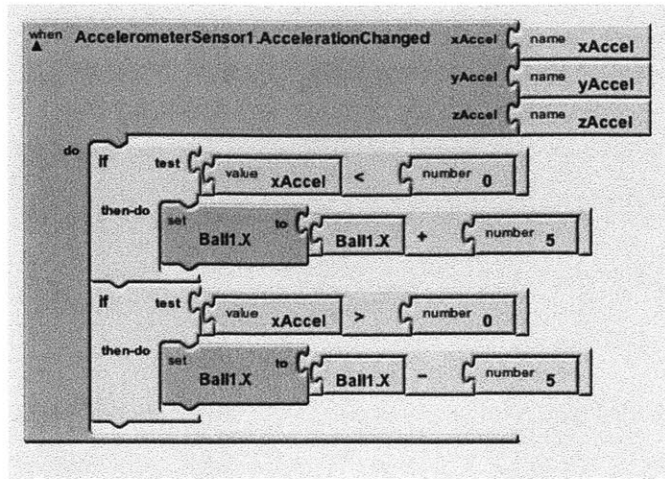 when AccelerometerSensor1.AccelerationChanged xAccel name xAccel
yAccel name yAccel
zAccel name zAccel
do
if test value xAccel < number 0
then-do set Ball1.X to Ball1.X + number 5
if test value xAccel > number 0
then-do set Ball1.X to Ball1.X - number 5